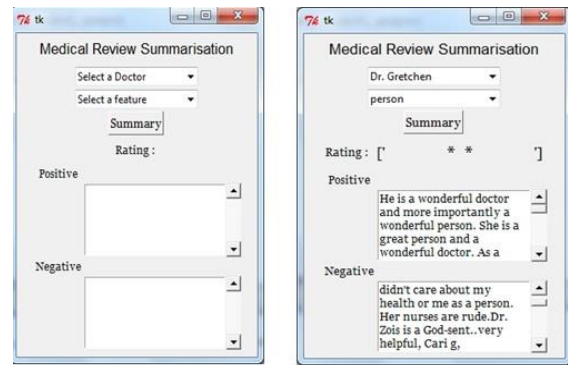 tk
Medical Review Summarisation
Select a Doctor
Select a feature
Summary
Rating :
Positive
Negative
tk
Medical Review Summarisation
Dr. Gretchen
person
Summary
Rating : [' * * ']
Positive
He is a wonderful doctor
and more importantly a
wonderful person. She is a
great person and a
wonderful doctor. As a
Negative
didn't care about my
health or me as a person.
Her nurses are rude.Dr.
Zois is a God-sent..very
helpful, Cari g,